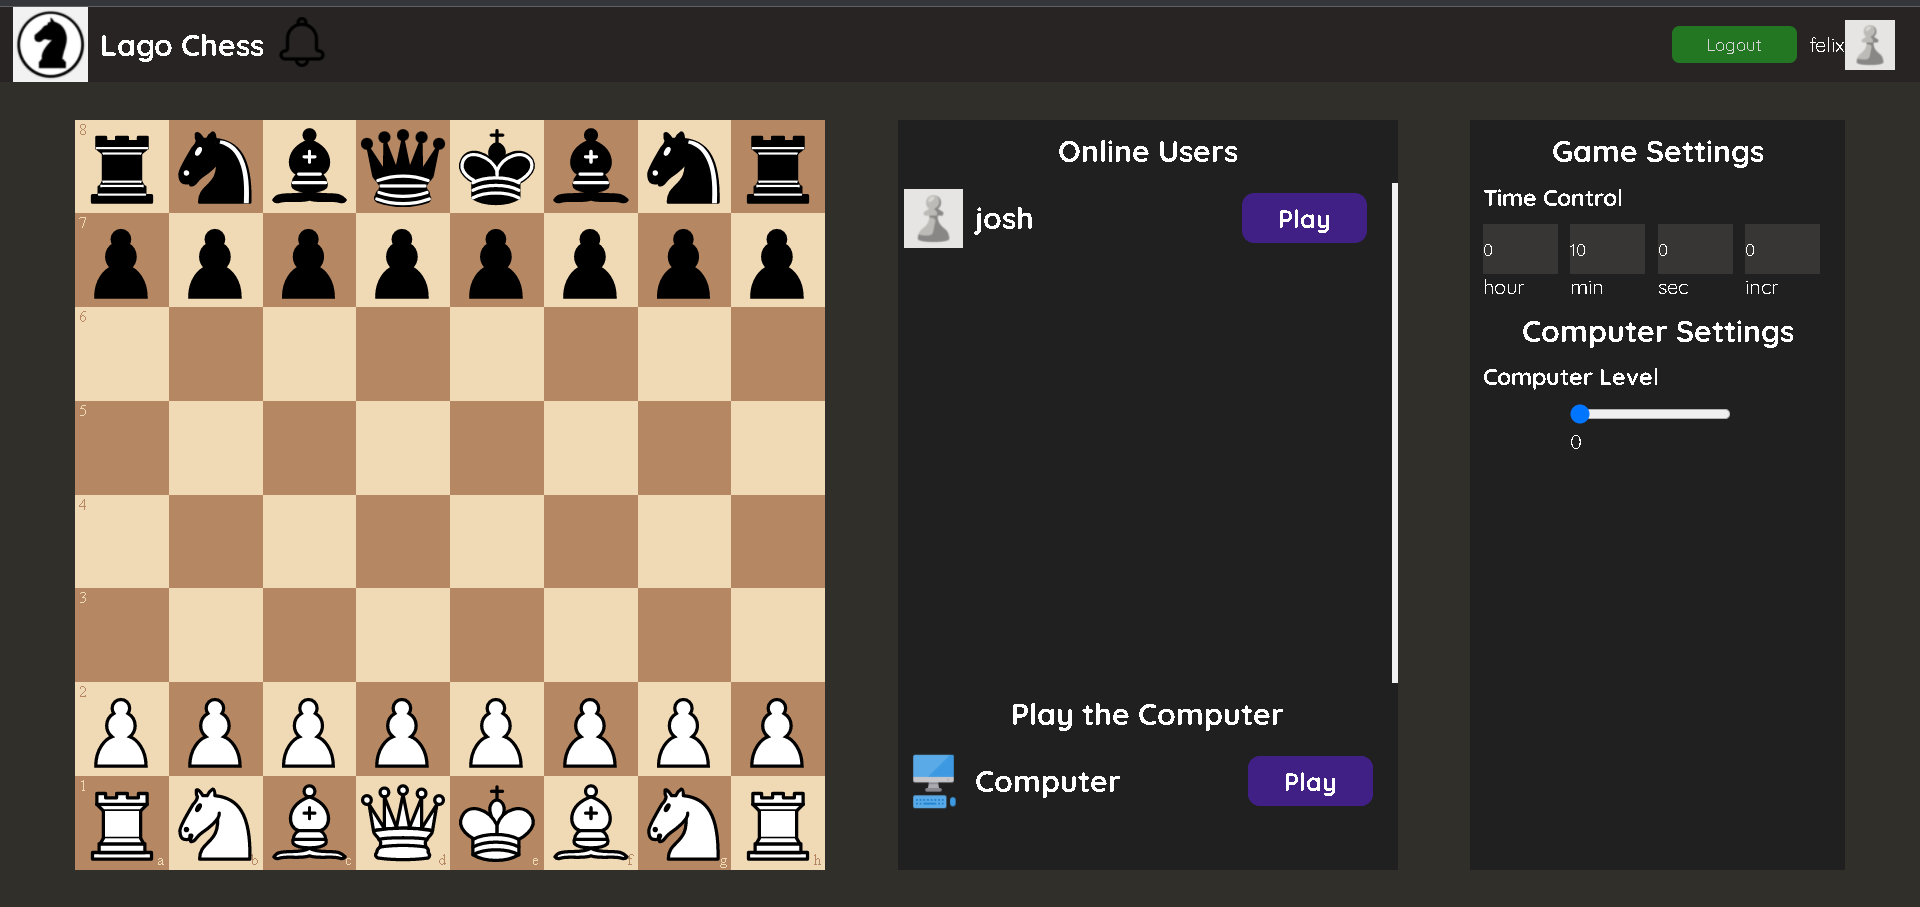 Lago Chess
Logout
felix
8
7
6
5
4
3
2
1
a
b
c
d
e
f
g
h
Online Users
josh
Play
Play the Computer
Computer
Play
Game Settings
Time Control
0
10
0
0
hour
min
sec
incr
Computer Settings
Computer Level
0